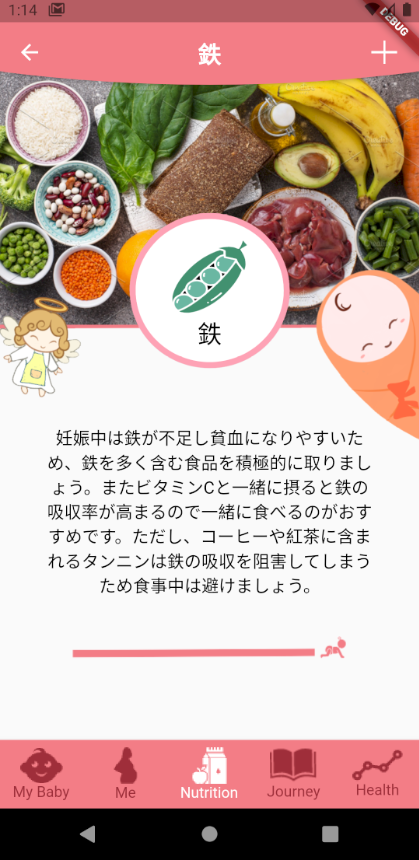 1:14
DEBUG
鉄
鉄
妊娠中は鉄が不足し貧血になりやすいた
め、鉄を多く含む食品を積極的に取りまし
ょう。またビタミンCと一緒に摂ると鉄の
吸収率が高まるので一緒に食べるのがおす
すめです。ただし、コーヒーや紅茶に含ま
れるタンニンは鉄の吸収を阻害してしまう
ため食事中は避けましょう。
My Baby Me Nutrition Journey Health